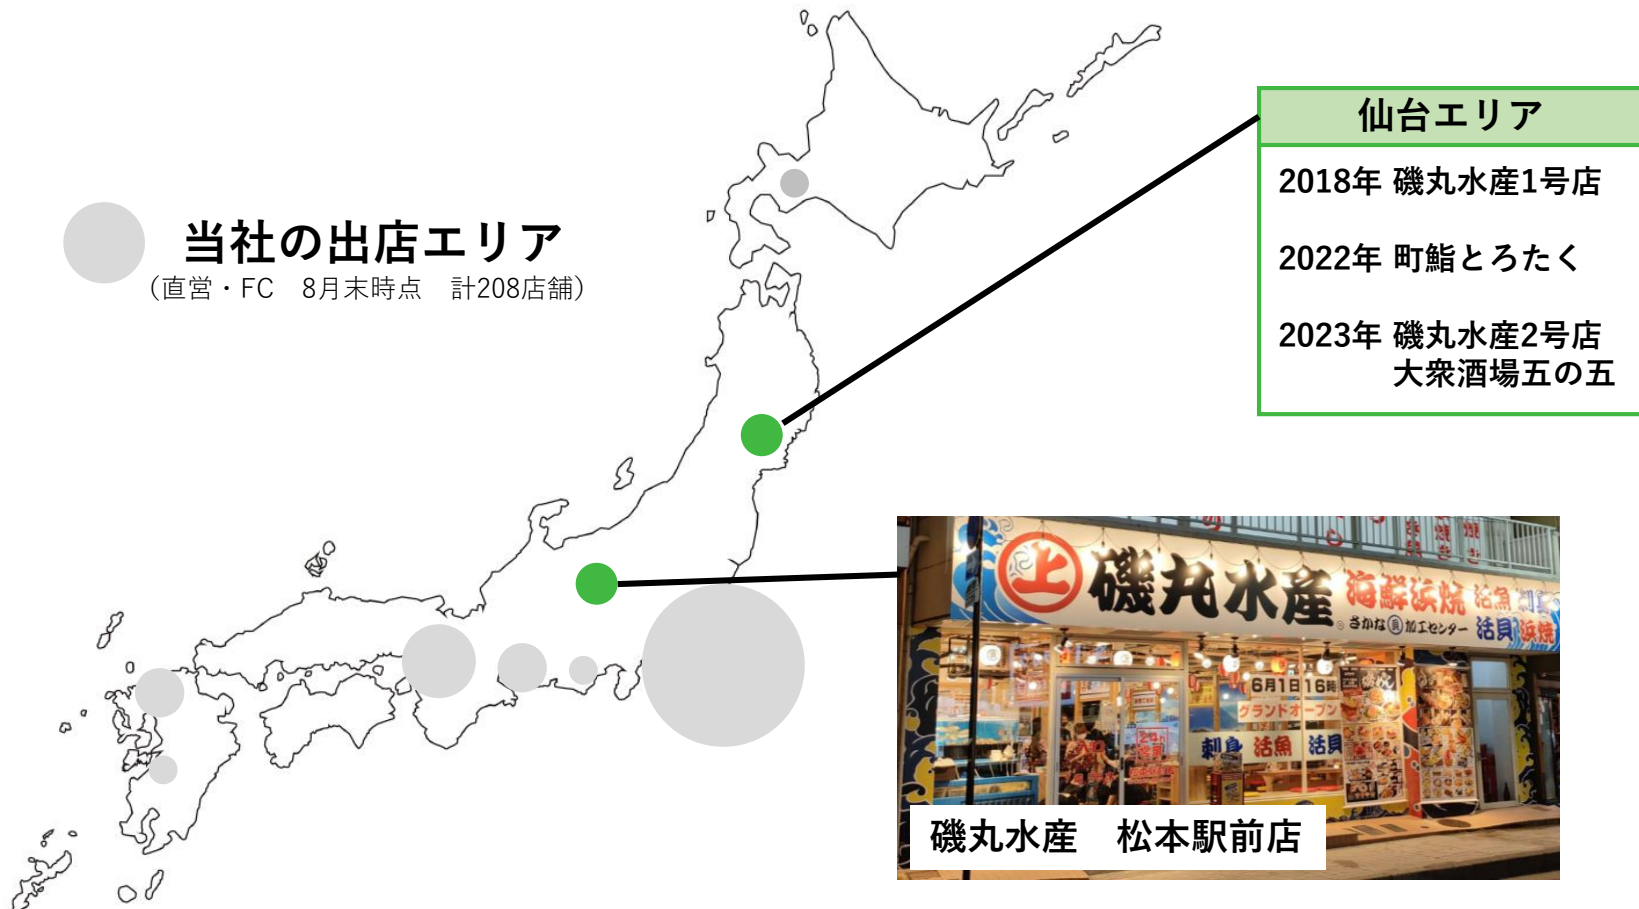 当社の出店エリア
(直営・FC　8月末時点　計208店舗)
仙台エリア
2018年 磯丸水産1号店
2022年 町鮨とろたく
2023年 磯丸水産2号店
大衆酒場五の五
上 磯丸水産 海鮮浜焼 活魚 刺身
さかな 貝 加工センター 活貝 浜焼
6月1日16時
グランドオープン
刺身 活魚 活貝
磯丸水産　松本駅前店